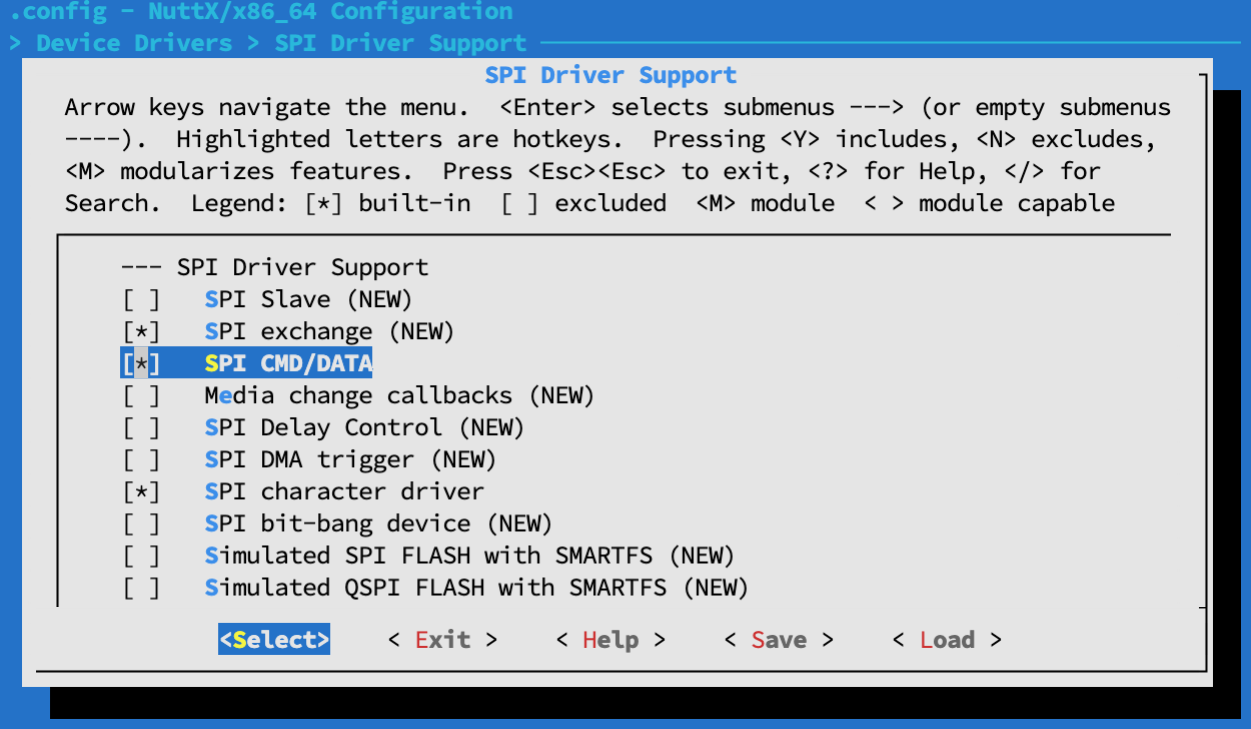 .config - NuttX/x86_64 Configuration
> Device Drivers > SPI Driver Support
SPI Driver Support
Arrow keys navigate the menu.  <Enter> selects submenus ---> (or empty submenus
----).  Highlighted letters are hotkeys.  Pressing <Y> includes, <N> excludes,
<M> modularizes features.  Press <Esc><Esc> to exit, <?> for Help, </> for
Search.  Legend: [*] built-in  [ ] excluded  <M> module  < > module capable
--- SPI Driver Support
[ ]   SPI Slave (NEW)
[*]   SPI exchange (NEW)
[*]   SPI CMD/DATA
[ ]   Media change callbacks (NEW)
[ ]   SPI Delay Control (NEW)
[ ]   SPI DMA trigger (NEW)
[*]   SPI character driver
[ ]   SPI bit-bang device (NEW)
[ ]   Simulated SPI FLASH with SMARTFS (NEW)
[ ]   Simulated QSPI FLASH with SMARTFS (NEW)
<Select>    < Exit >    < Help >    < Save >    < Load >